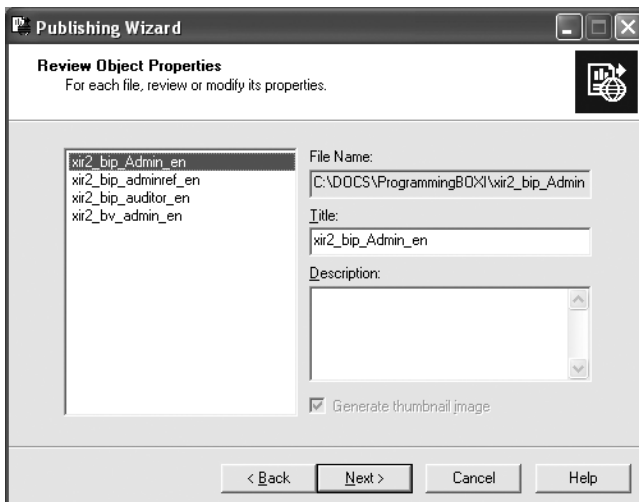 Publishing Wizard
Review Object Properties
For each file, review or modify its properties.
xir2_bip_Admin_en
xir2_bip_adminref_en
xir2_bip_auditor_en
xir2_bv_admin_en
File Name:
C:\DOCS\ProgrammingBOXI\xir2_bip_Admin
Title:
xir2_bip_Admin_en
Description:
Generate thumbnail image
< Back
Next >
Cancel
Help